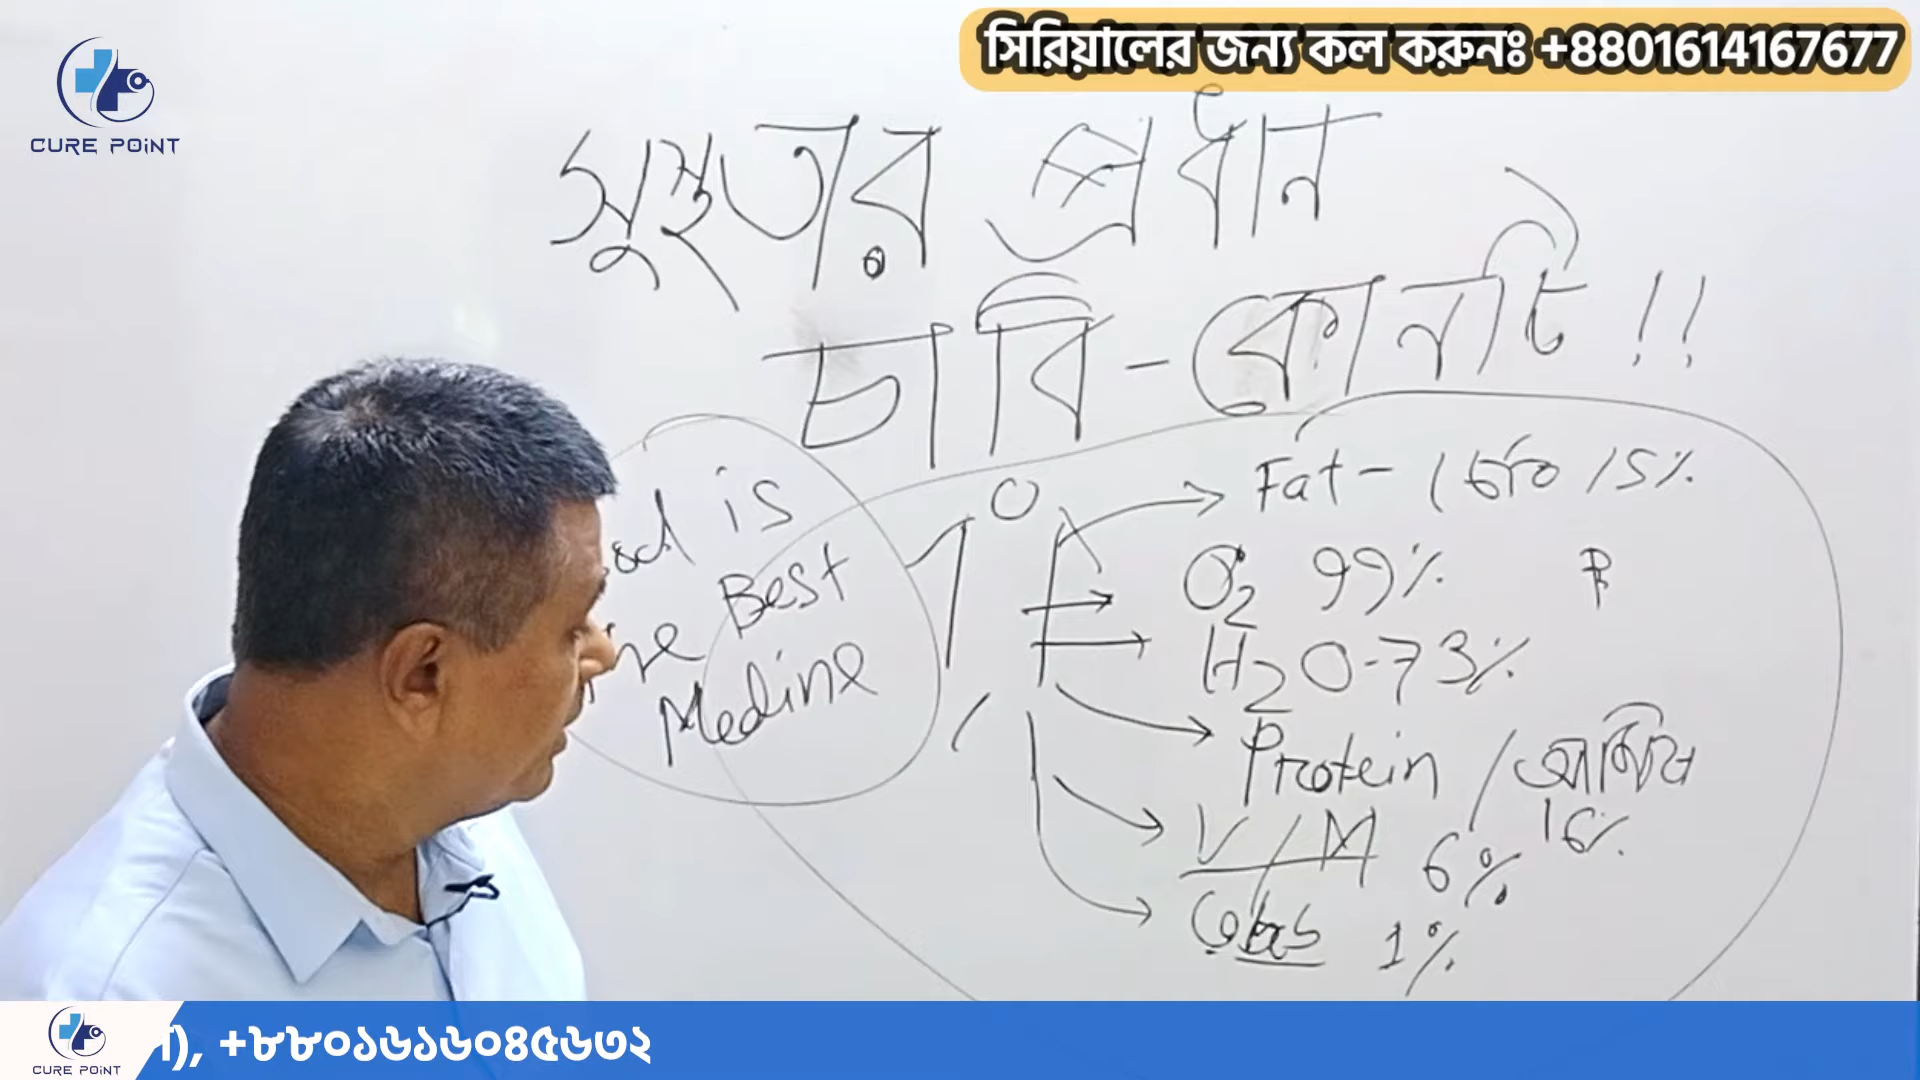 সিরিয়ালের জন্য কল করুনঃ +8801614167677
CURE POiNT
সুস্থতার প্রধান
চাবি - কোনটি !!
is
Best
Medine
Fat - 15%
O2 99%
H2O-73%
Protein / আমিষ
16%
V/M 6%
1%
), +৮৮০১৬১৬০৪৫৬৩২
CURE POiNT